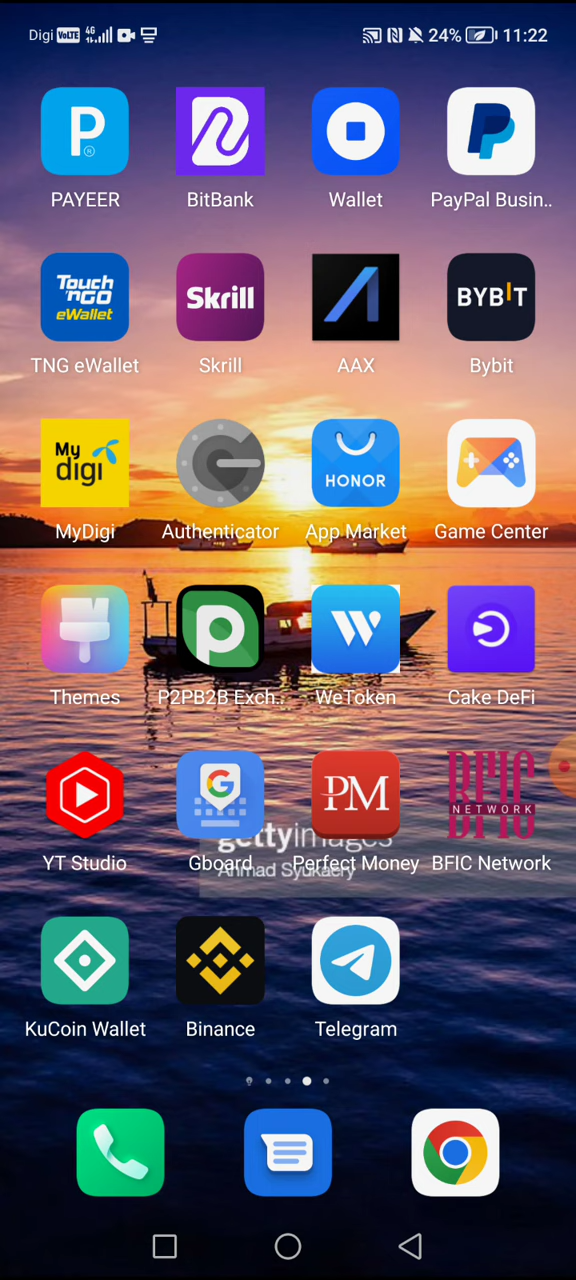 Digi VoLTE 4G 24% 11:22
P ®
PAYEER BitBank Wallet PayPal Busin..
Touch
'nGO
eWallet
Skrill
BYBIT
TNG eWallet Skrill AAX Bybit
My
digi
HONOR
MyDigi Authenticator App Market Game Center
Themes P2PB2B Exch.. WeToken Cake DeFi
G
PM
BFIC
NETWORK
YT Studio Gboard Perfect Money BFIC Network
gettyimages
Ahmad Syukaery
KuCoin Wallet Binance Telegram